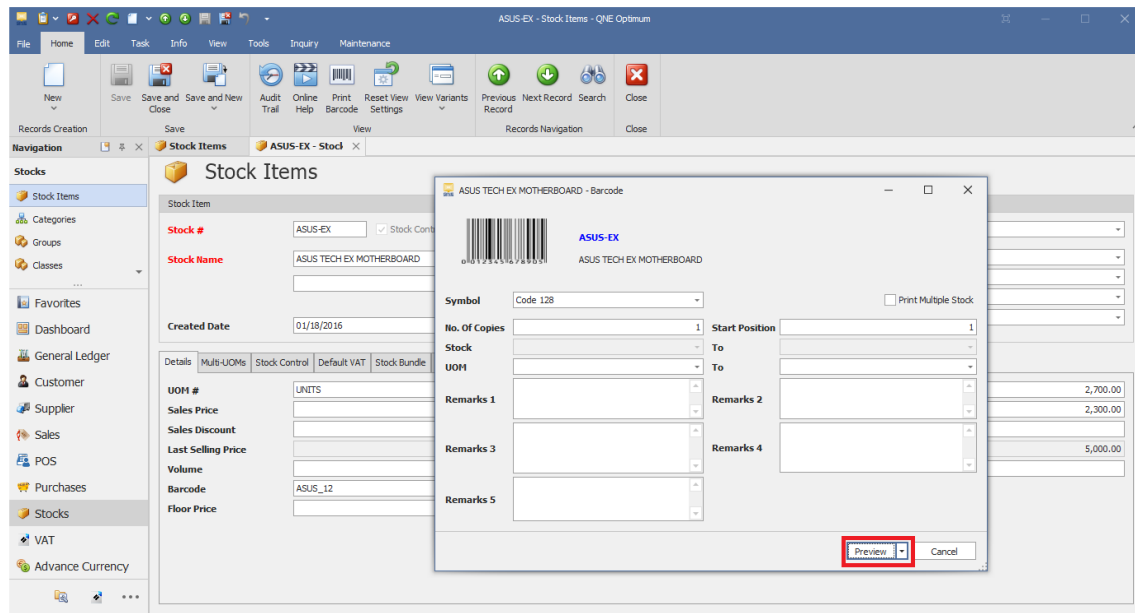 ASUS-EX - Stock Items - QNE Optimum
File Home Edit Task Info View Tools Inquiry Maintenance
New Save Save and Close Save and New Audit Trail Online Help Print Barcode Reset View Settings View Variants Previous Record Next Record Search Close
Records Creation Save View Records Navigation Close
Navigation Stock Items ASUS-EX - Stock
Stocks
Stock Items
Categories
Groups
Classes
Favorites
Dashboard
General Ledger
Customer
Supplier
Sales
POS
Purchases
Stocks
VAT
Advance Currency
Stock Items
Stock Item
Stock # ASUS-EX Stock Cont
Stock Name ASUS TECH EX MOTHERBOARD
Created Date 01/18/2016
Details Multi-UOMs Stock Control Default VAT Stock Bundle
UOM # UNITS 2,700.00
Sales Price 2,300.00
Sales Discount
Last Selling Price 5,000.00
Volume
Barcode ASUS_12
Floor Price
ASUS TECH EX MOTHERBOARD - Barcode
0 12345 67890 5
ASUS-EX
ASUS TECH EX MOTHERBOARD
Symbol Code 128 Print Multiple Stock
No. Of Copies 1 Start Position 1
Stock To
UOM To
Remarks 1 Remarks 2
Remarks 3 Remarks 4
Remarks 5
Preview Cancel